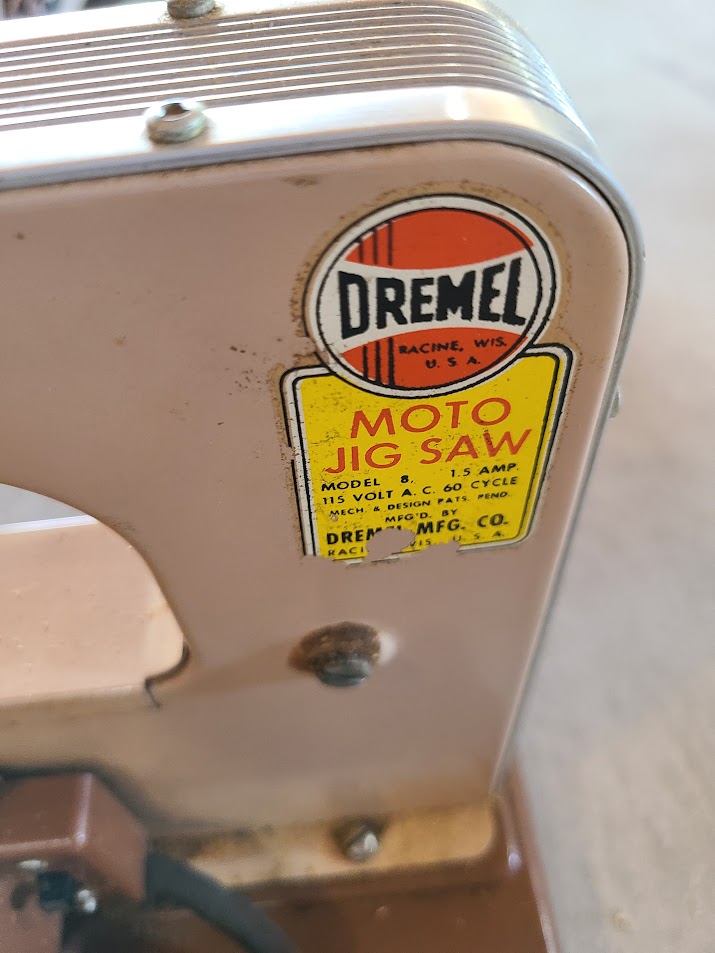 DREMEL
RACINE, WIS.
U. S. A.
MOTO
JIG SAW
MODEL 8, 1.5 AMP.
115 VOLT A. C. 60 CYCLE
MECH. & DESIGN PATS. PEND.
MFG'D. BY
DREMEL MFG. CO.
U. S. A.